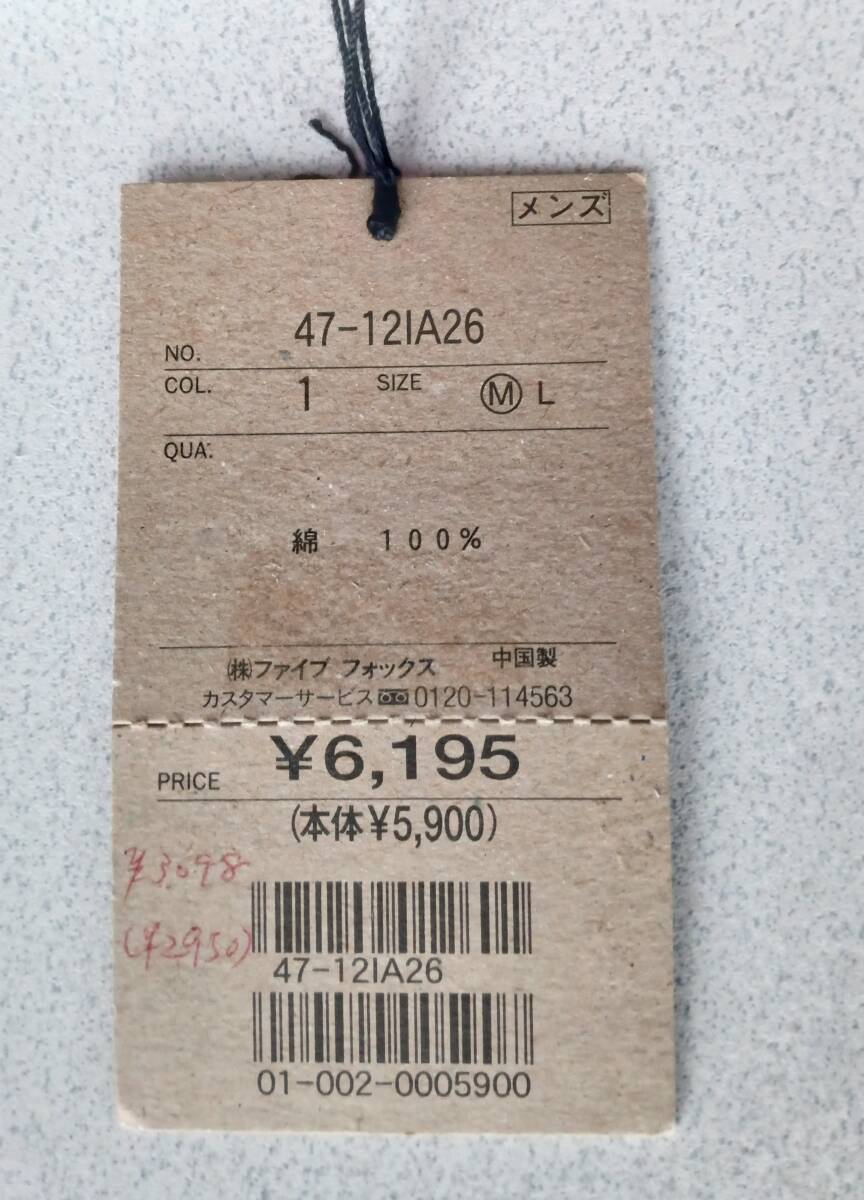 メンズ
NO. 47-12IA26
COL. 1 SIZE Ⓜ L
QUA.
綿 100%
㈱ファイブ フォックス 中国製
カスタマーサービス 0120-114563
PRICE ¥6,195
(本体¥5,900)
¥3,098
(¥2950)
47-12IA26
01-002-0005900